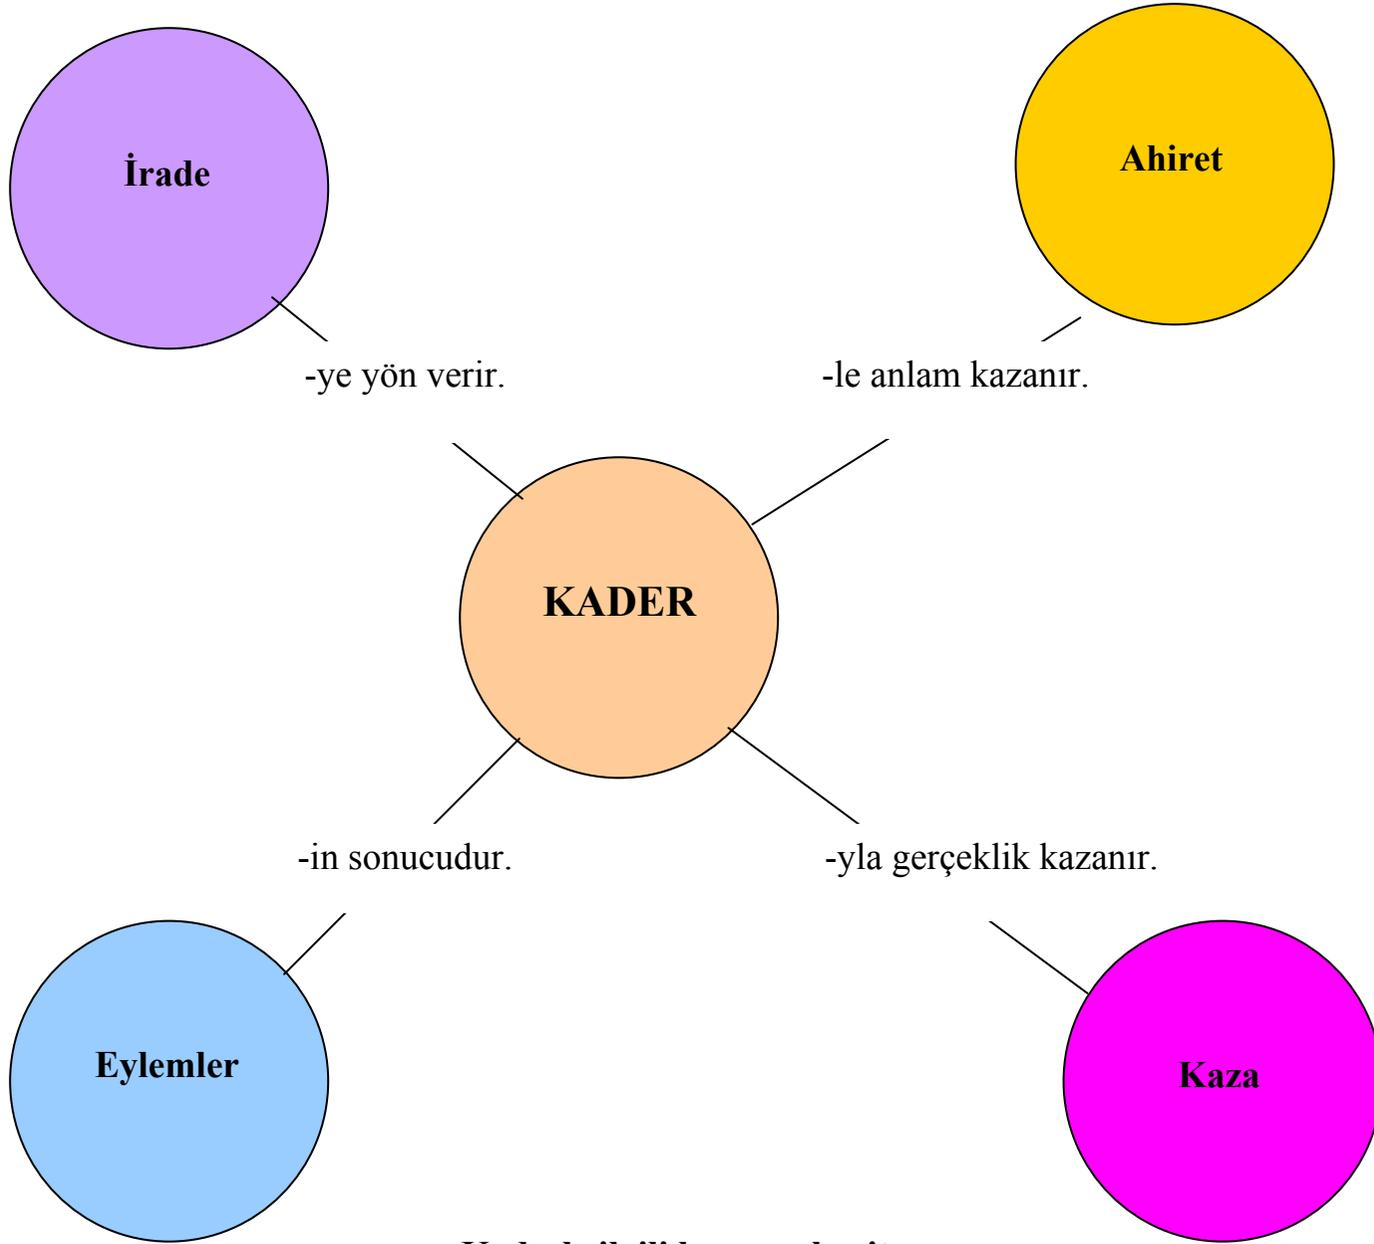 İrade
Ahiret
-ye yön verir.
-le anlam kazanır.
KADER
-in sonucudur.
-yla gerçeklik kazanır.
Eylemler
Kaza